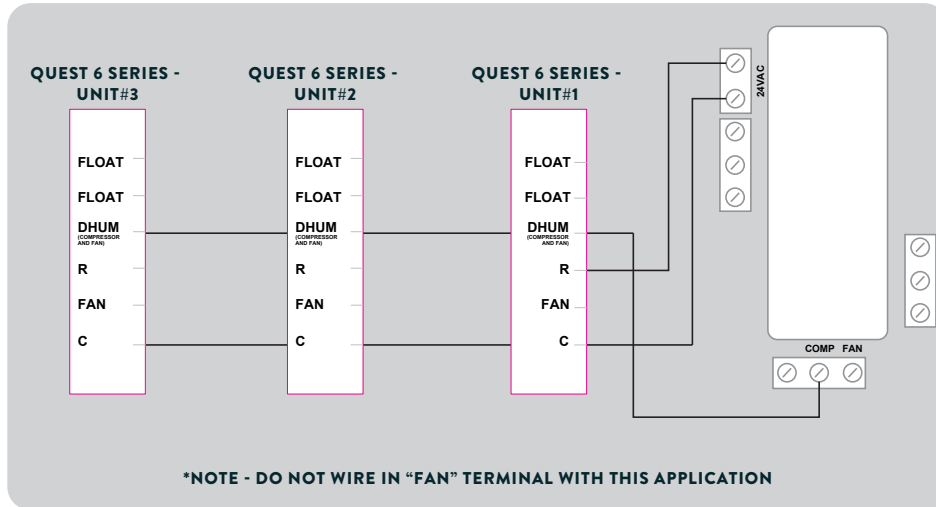 QUEST 6 SERIES -
UNIT#3
QUEST 6 SERIES -
UNIT#2
QUEST 6 SERIES -
UNIT#1
FLOAT
FLOAT
DHUM
(COMPRESSOR
AND FAN)
R
FAN
C
FLOAT
FLOAT
DHUM
(COMPRESSOR
AND FAN)
R
FAN
C
FLOAT
FLOAT
DHUM
(COMPRESSOR
AND FAN)
R
FAN
C
24VAC
COMP FAN
*NOTE - DO NOT WIRE IN “FAN” TERMINAL WITH THIS APPLICATION